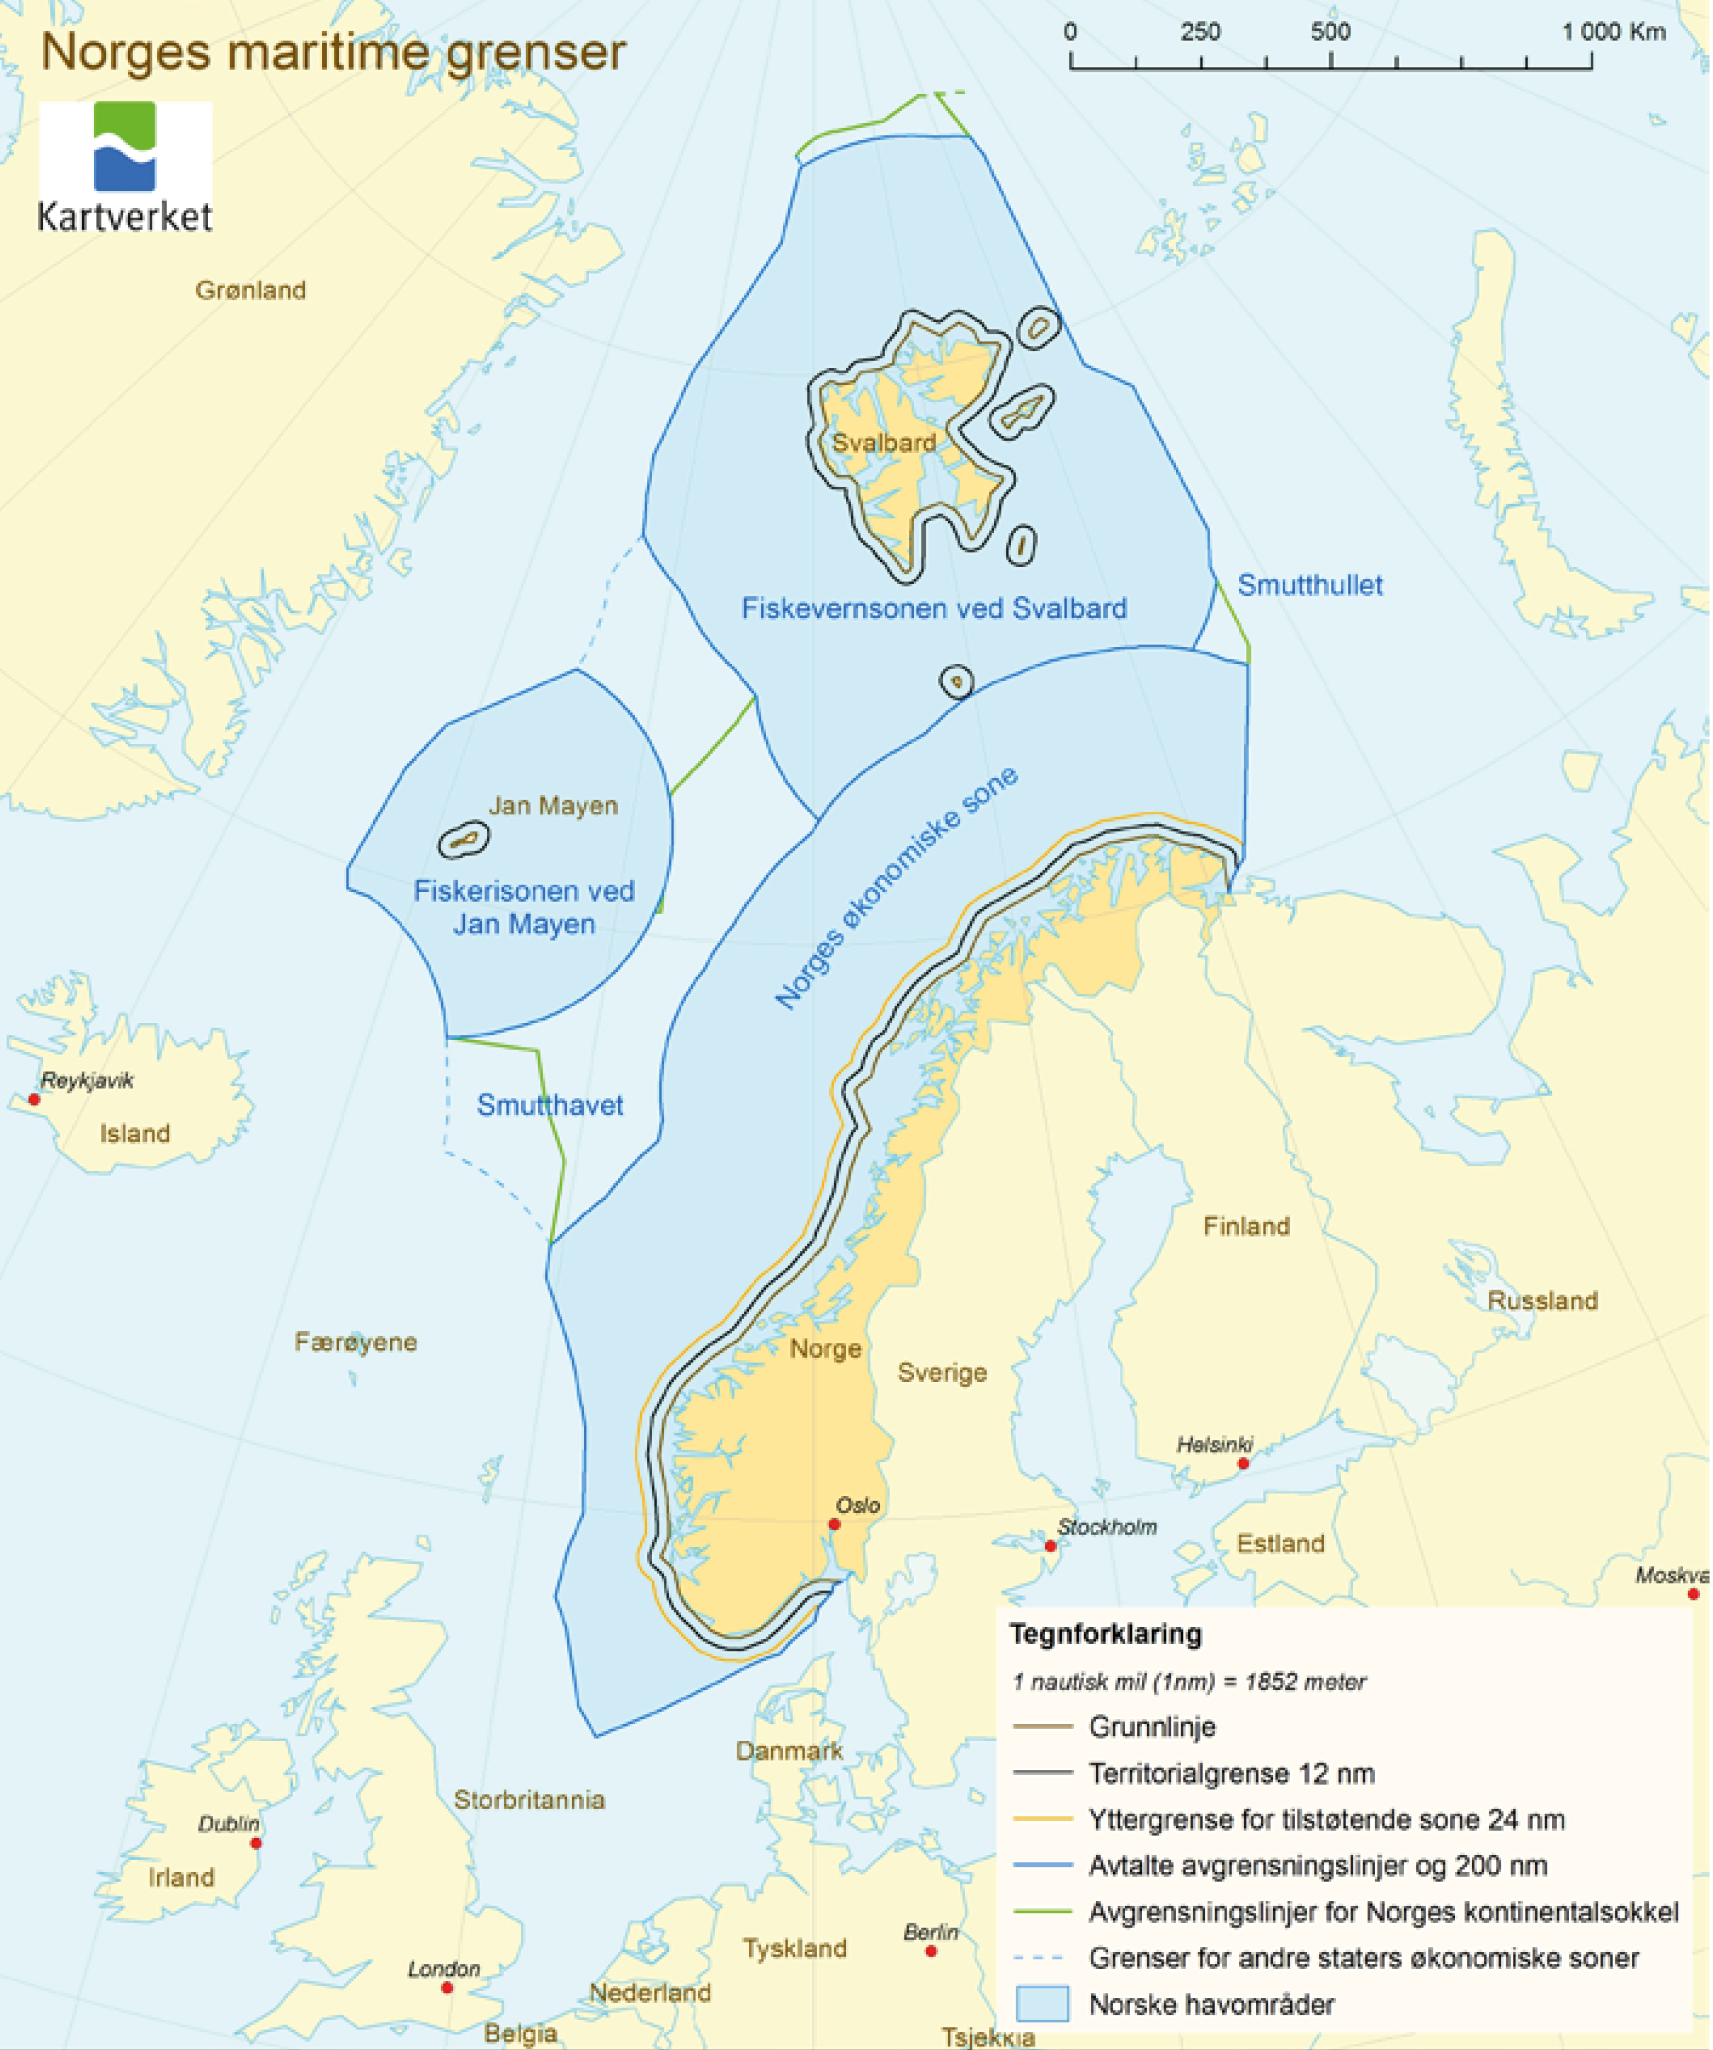 Norges maritime grenser
0 250 500 1 000 Km
Kartverket
Grønland
Svalbard
Smutthullet
Fiskevernsonen ved Svalbard
Jan Mayen
Norges økonomiske sone
Fiskerisonen ved
Jan Mayen
Reykjavik
Smutthavet
Island
Finland
Russland
Færøyene
Norge
Sverige
Helsinki
Oslo
Stockholm
Estland
Moskva
Danmark
Storbritannia
Dublin
Irland
Berlin
Tyskland
London
Nederland
Belgia
Tsjekkia
Tegnforklaring
1 nautisk mil (1nm) = 1852 meter
Grunnlinje
Territorialgrense 12 nm
Yttergrense for tilstøtende sone 24 nm
Avtalte avgrensningslinjer og 200 nm
Avgrensningslinjer for Norges kontinentalsokkel
Grenser for andre staters økonomiske soner
Norske havområder